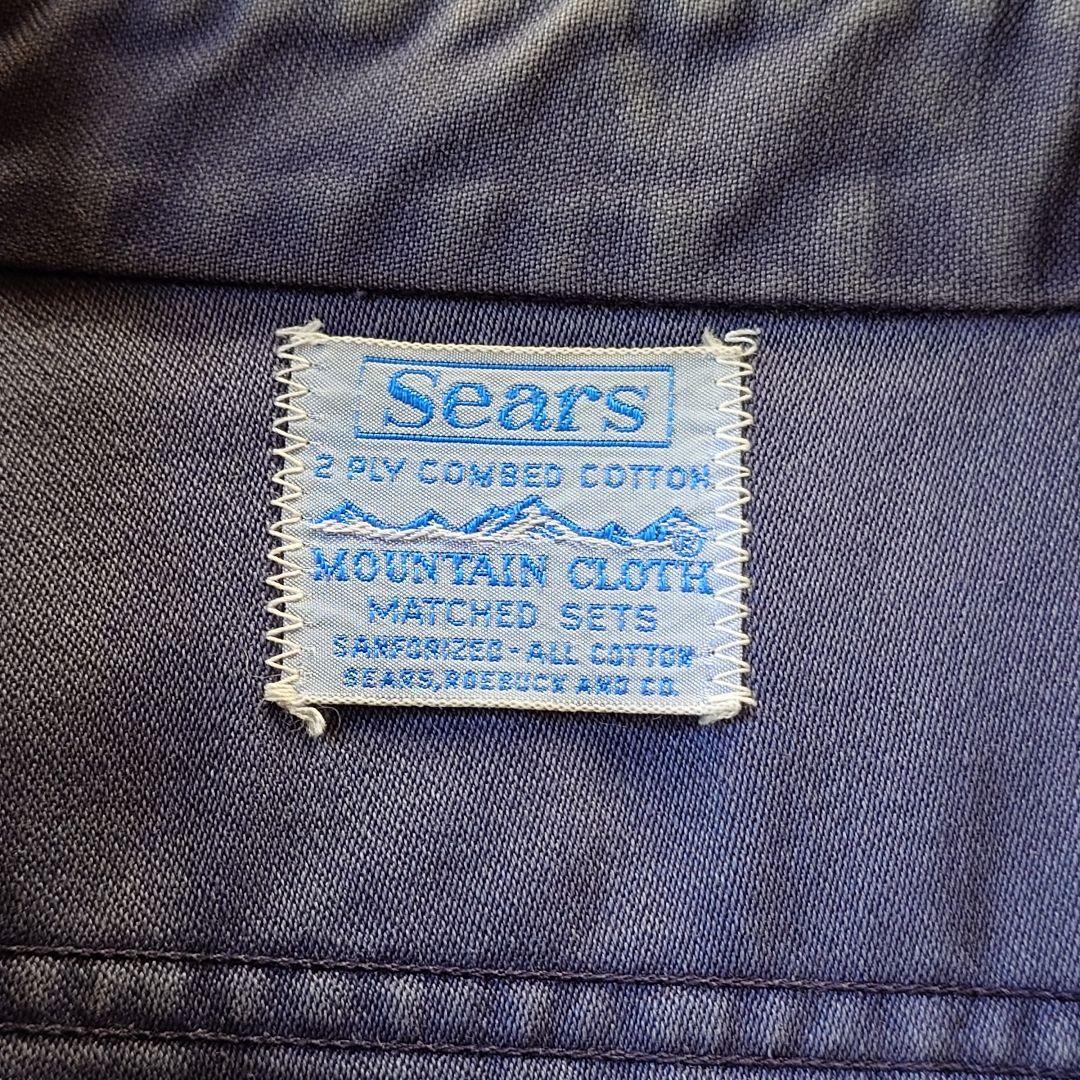 Sears
2 PLY COMBED COTTON
®
MOUNTAIN CLOTH
MATCHED SETS
SANFORIZED - ALL COTTON
SEARS, ROEBUCK AND CO.